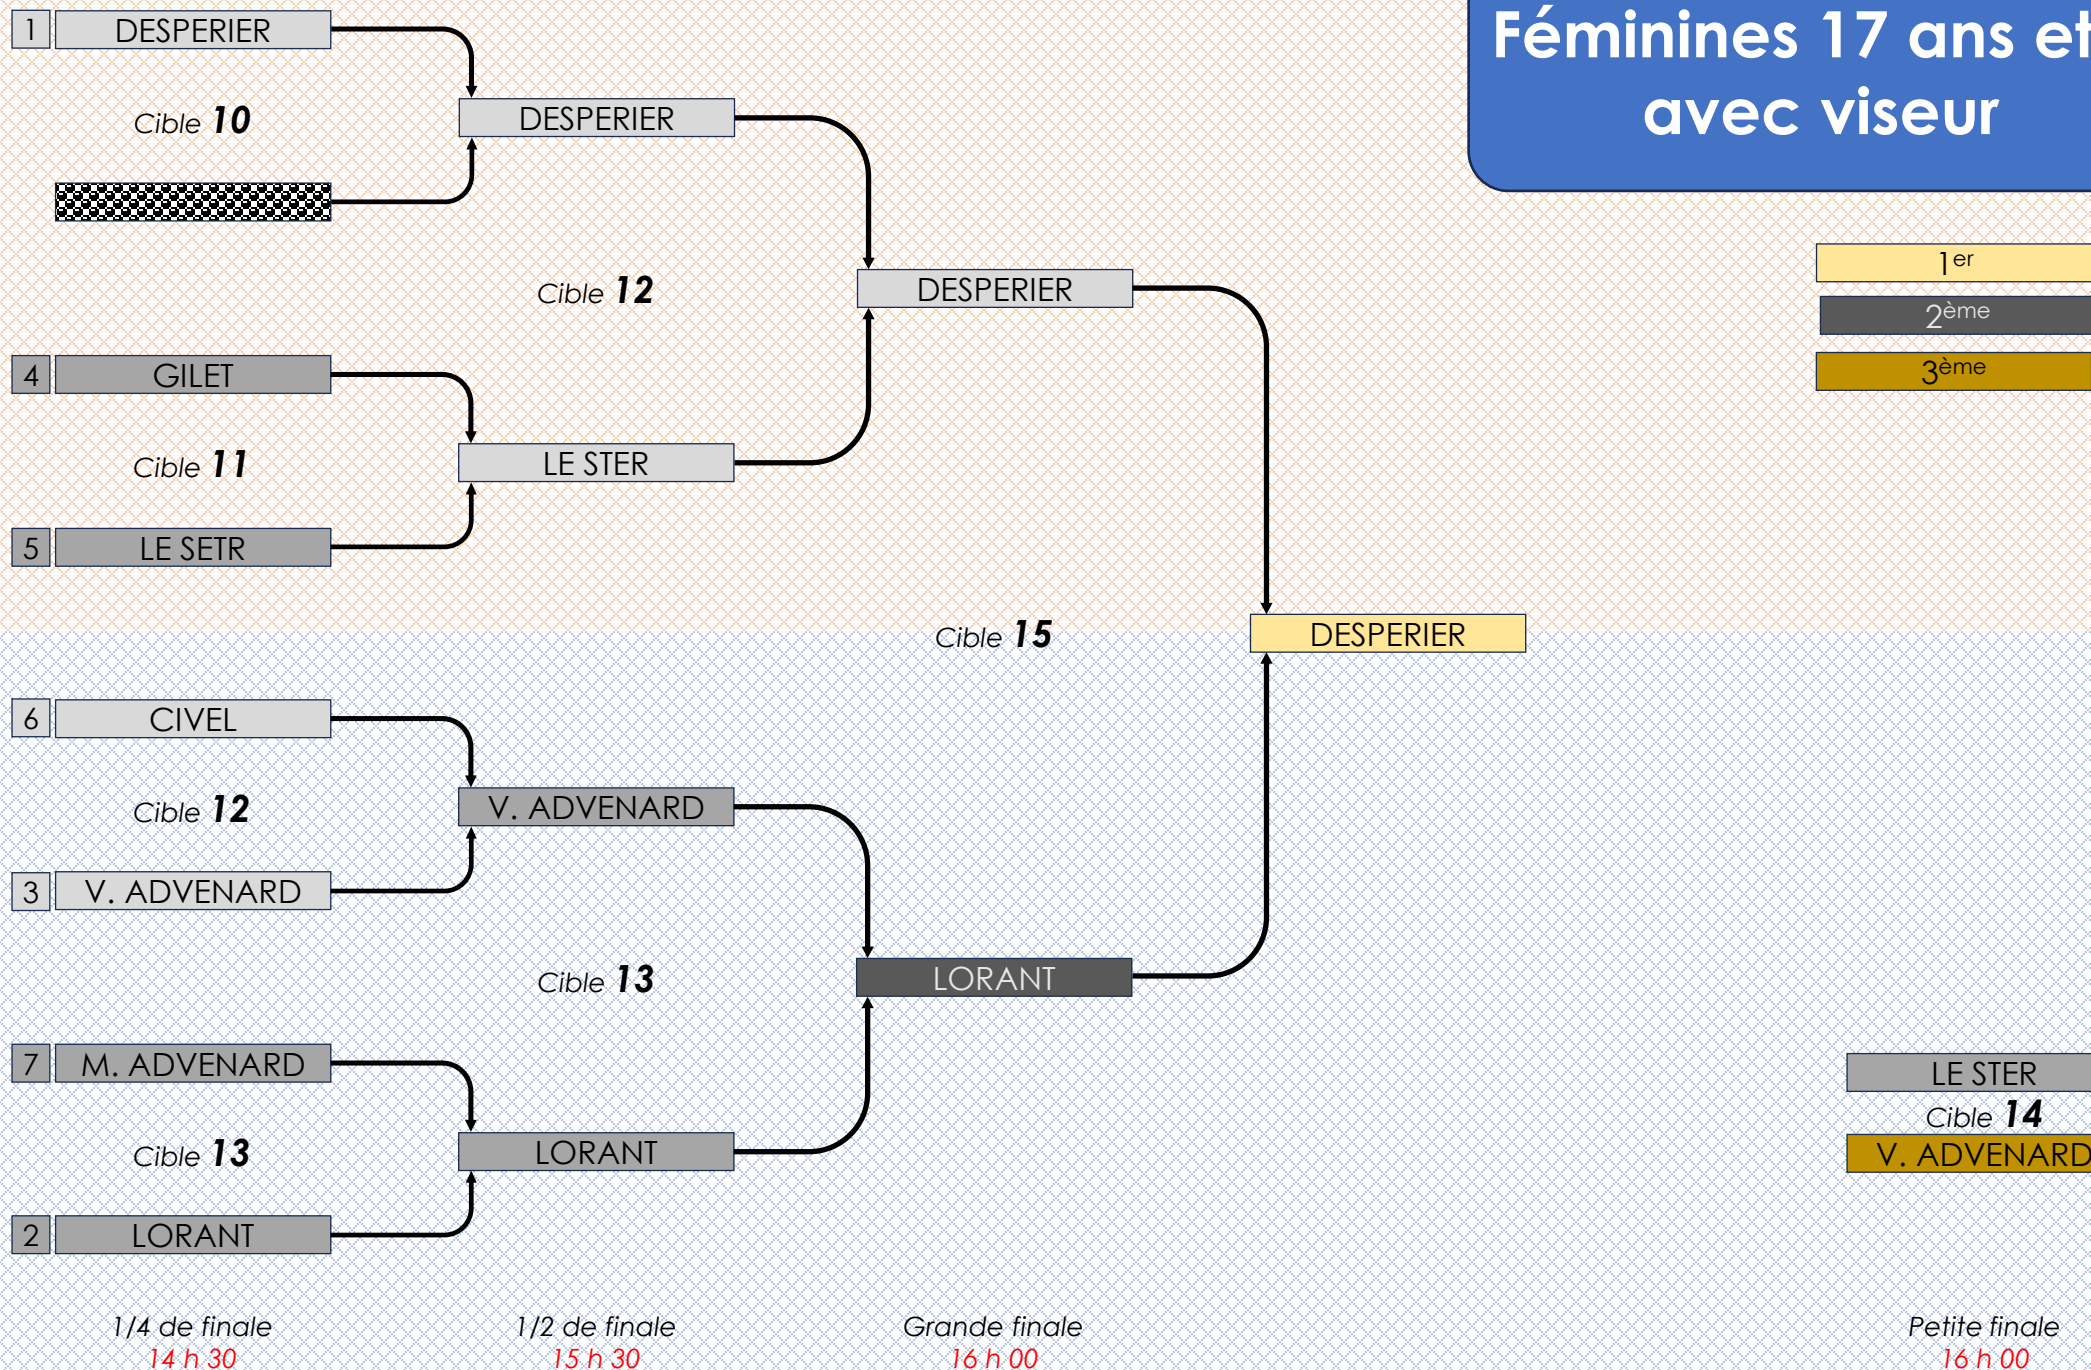 Féminines 17 ans et
avec viseur
1 DESPERIER
Cible 10
DESPERIER
Cible 12
DESPERIER
4 GILET
Cible 11
LE STER
5 LE SETR
Cible 15
DESPERIER
6 CIVEL
Cible 12
V. ADVENARD
3 V. ADVENARD
Cible 13
LORANT
7 M. ADVENARD
Cible 13
LORANT
2 LORANT
1er
2ème
3ème
LE STER
Cible 14
V. ADVENARD
1/4 de finale
14 h 30
1/2 de finale
15 h 30
Grande finale
16 h 00
Petite finale
16 h 00